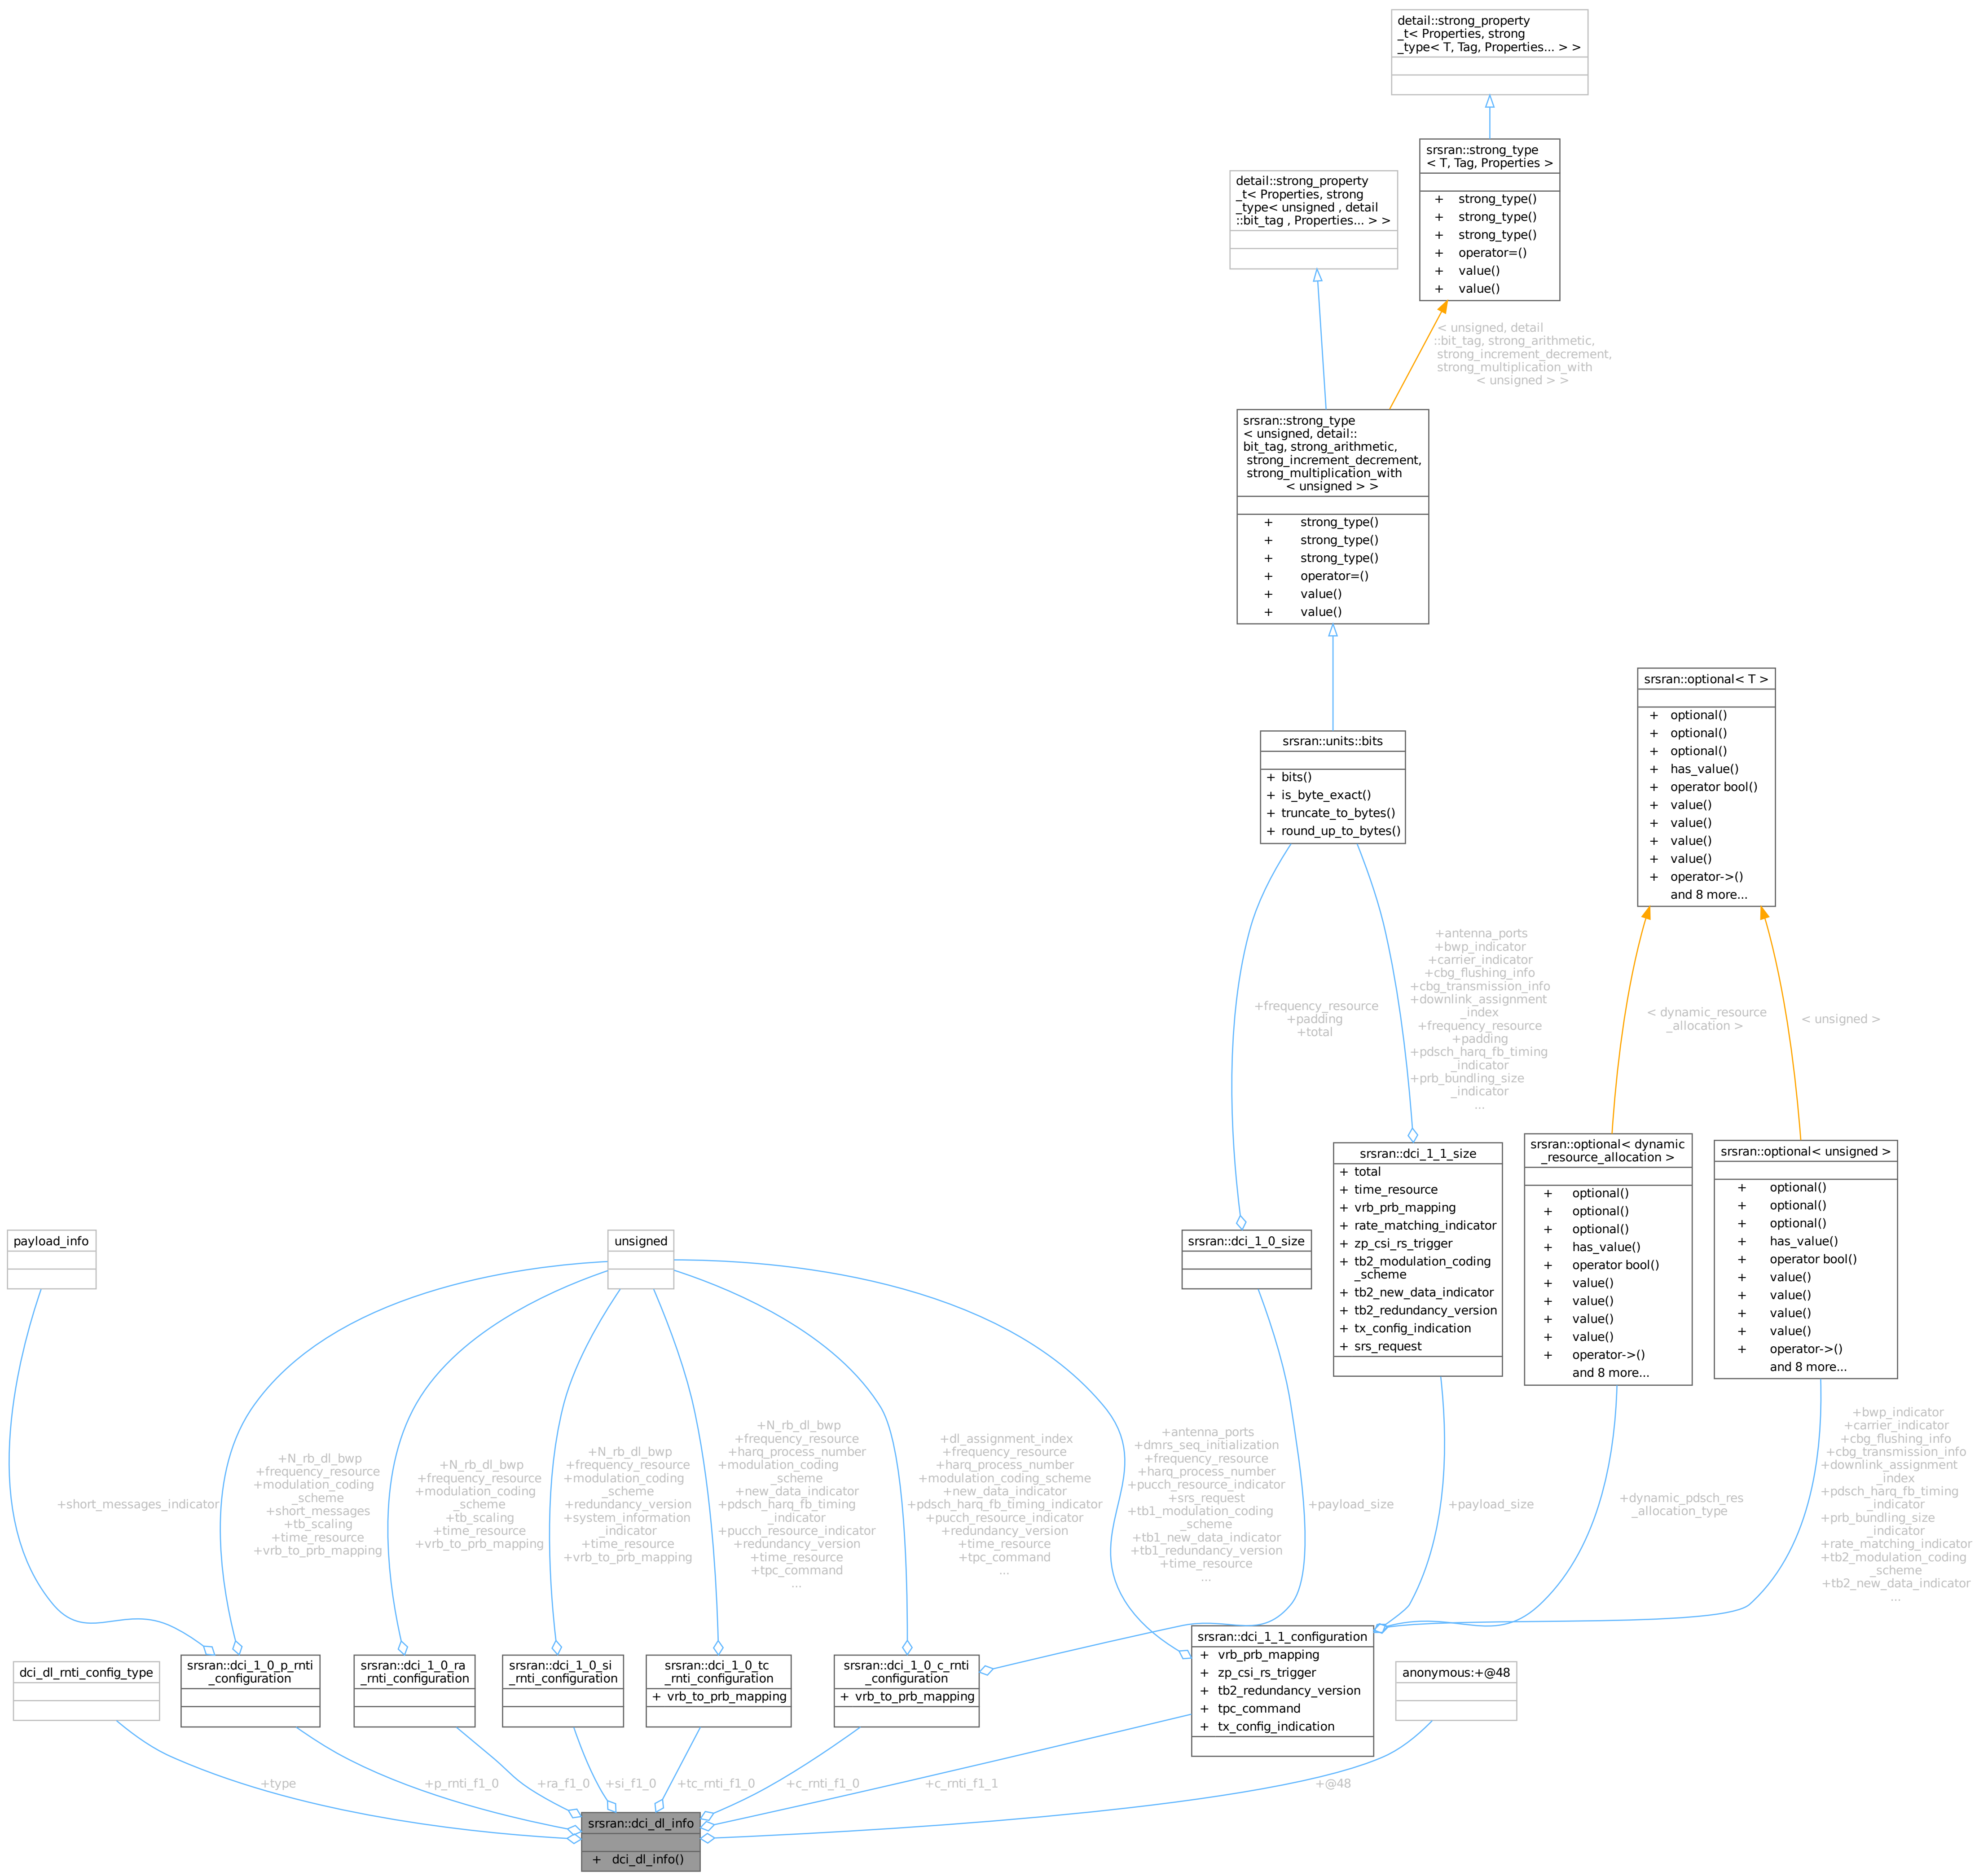 detail::strong_property
_t< Properties, strong
_type< T, Tag, Properties... > >
srsran::strong_type
< T, Tag, Properties >
+ strong_type()
+ strong_type()
+ strong_type()
+ operator=()
+ value()
+ value()
detail::strong_property
_t< Properties, strong
_type< unsigned , detail
::bit_tag , Properties... > >
< unsigned, detail
::bit_tag, strong_arithmetic,
strong_increment_decrement,
strong_multiplication_with
< unsigned > >
srsran::strong_type
< unsigned, detail::
bit_tag, strong_arithmetic,
strong_increment_decrement,
strong_multiplication_with
< unsigned > >
+ strong_type()
+ strong_type()
+ strong_type()
+ operator=()
+ value()
+ value()
srsran::units::bits
+ bits()
+ is_byte_exact()
+ truncate_to_bytes()
+ round_up_to_bytes()
srsran::optional< T >
+ optional()
+ optional()
+ optional()
+ has_value()
+ operator bool()
+ value()
+ value()
+ value()
+ value()
+ operator->()
and 8 more...
+frequency_resource
+padding
+total
+antenna_ports
+bwp_indicator
+carrier_indicator
+cbg_flushing_info
+cbg_transmission_info
+downlink_assignment
_index
+frequency_resource
+padding
+pdsch_harq_fb_timing
_indicator
+prb_bundling_size
_indicator
...
< dynamic_resource
_allocation >
< unsigned >
payload_info
unsigned
srsran::dci_1_0_size
srsran::dci_1_1_size
+ total
+ time_resource
+ vrb_prb_mapping
+ rate_matching_indicator
+ zp_csi_rs_trigger
+ tb2_modulation_coding
_scheme
+ tb2_new_data_indicator
+ tb2_redundancy_version
+ tx_config_indication
+ srs_request
srsran::optional< dynamic
_resource_allocation >
+ optional()
+ optional()
+ optional()
+ has_value()
+ operator bool()
+ value()
+ value()
+ value()
+ value()
+ operator->()
and 8 more...
srsran::optional< unsigned >
+ optional()
+ optional()
+ optional()
+ has_value()
+ operator bool()
+ value()
+ value()
+ value()
+ value()
+ operator->()
and 8 more...
+short_messages_indicator
+N_rb_dl_bwp
+frequency_resource
+modulation_coding
_scheme
+short_messages
+tb_scaling
+time_resource
+vrb_to_prb_mapping
+N_rb_dl_bwp
+frequency_resource
+modulation_coding
_scheme
+tb_scaling
+time_resource
+vrb_to_prb_mapping
+N_rb_dl_bwp
+frequency_resource
+modulation_coding
_scheme
+redundancy_version
+system_information
_indicator
+time_resource
+vrb_to_prb_mapping
+N_rb_dl_bwp
+frequency_resource
+harq_process_number
+modulation_coding
_scheme
+new_data_indicator
+pdsch_harq_fb_timing
_indicator
+pucch_resource_indicator
+redundancy_version
+time_resource
+tpc_command
...
+dl_assignment_index
+frequency_resource
+harq_process_number
+modulation_coding_scheme
+new_data_indicator
+pdsch_harq_fb_timing_indicator
+pucch_resource_indicator
+redundancy_version
+time_resource
+tpc_command
...
+antenna_ports
+dmrs_seq_initialization
+frequency_resource
+harq_process_number
+pucch_resource_indicator
+srs_request
+tb1_modulation_coding
_scheme
+tb1_new_data_indicator
+tb1_redundancy_version
+time_resource
...
+payload_size
+payload_size
+dynamic_pdsch_res
_allocation_type
+bwp_indicator
+carrier_indicator
+cbg_flushing_info
+cbg_transmission_info
+downlink_assignment
_index
+pdsch_harq_fb_timing
_indicator
+prb_bundling_size
_indicator
+rate_matching_indicator
+tb2_modulation_coding
_scheme
+tb2_new_data_indicator
...
dci_dl_rnti_config_type
srsran::dci_1_0_p_rnti
_configuration
srsran::dci_1_0_ra
_rnti_configuration
srsran::dci_1_0_si
_rnti_configuration
srsran::dci_1_0_tc
_rnti_configuration
+ vrb_to_prb_mapping
srsran::dci_1_0_c_rnti
_configuration
+ vrb_to_prb_mapping
srsran::dci_1_1_configuration
+ vrb_prb_mapping
+ zp_csi_rs_trigger
+ tb2_redundancy_version
+ tpc_command
+ tx_config_indication
anonymous:+@48
+type
+p_rnti_f1_0
+ra_f1_0
+si_f1_0
+tc_rnti_f1_0
+c_rnti_f1_0
+c_rnti_f1_1
+@48
srsran::dci_dl_info
+ dci_dl_info()